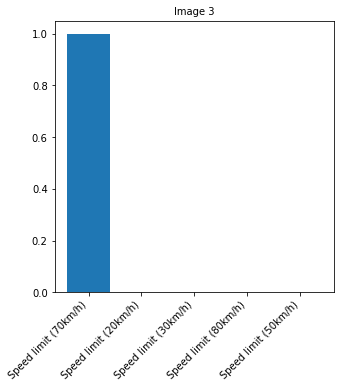 Image 3
1.0
0.8
0.6
0.4
0.2
0.0
Speed limit (70km/h)
Speed limit (20km/h)
Speed limit (30km/h)
Speed limit (80km/h)
Speed limit (50km/h)